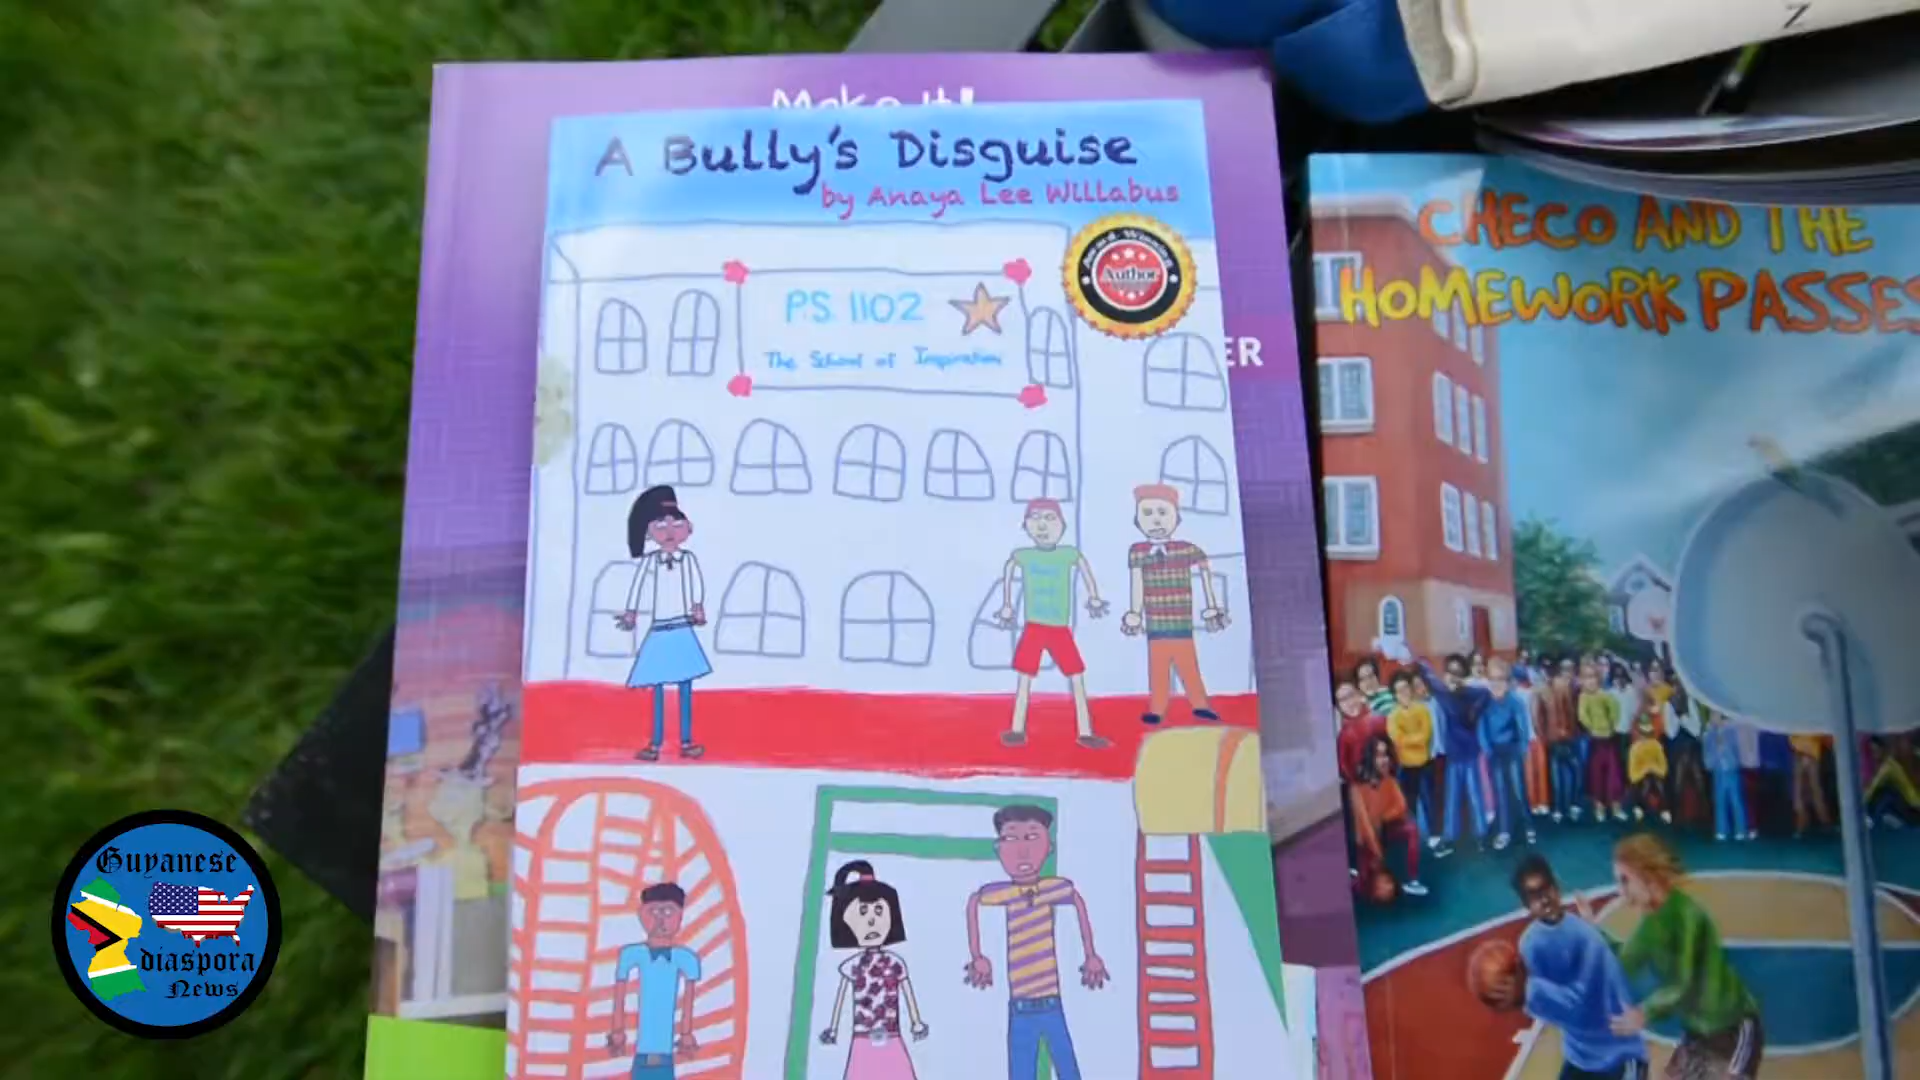 Make It!
A Bully's Disguise
by Anaya Lee Willabus
Award-Winning
Author
P.S. 1102
The School of Inspiration
ER
CHECO AND THE
HOMEWORK PASSES
Z
Guyanese
diaspora
News